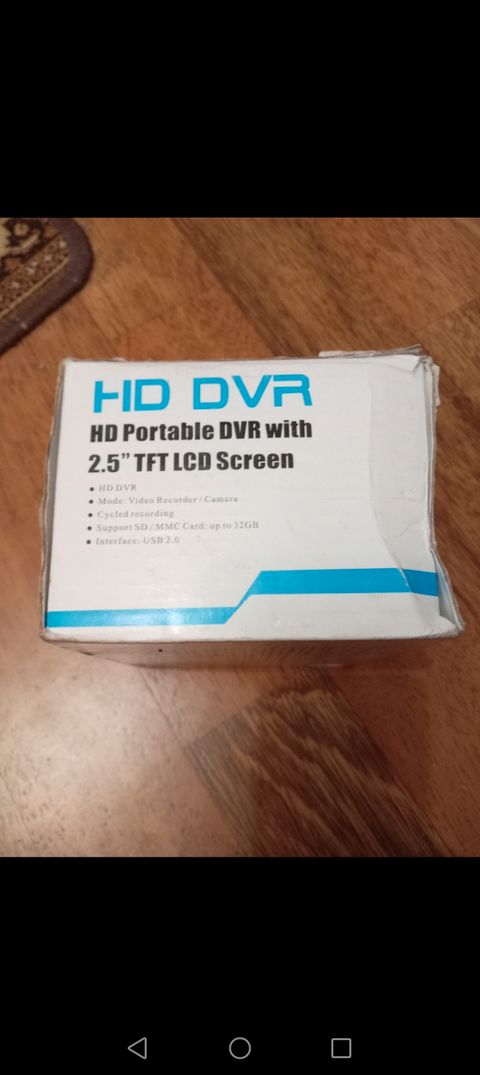 HD DVR
HD Portable DVR with
2.5” TFT LCD Screen
● HD DVR
● Mode: Video Recorder / Camera
● Cycled recording
● Support SD / MMC Card: up to 32GB
● Interface: USB 2.0